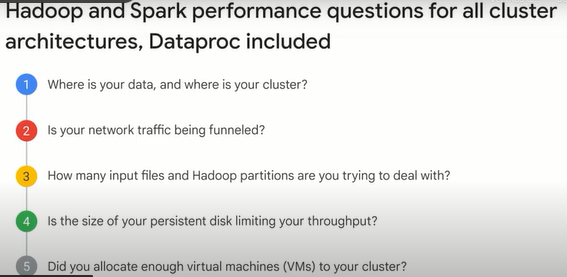 Hadoop and Spark performance questions for all cluster
architectures, Dataproc included
1 Where is your data, and where is your cluster?
2 Is your network traffic being funneled?
3 How many input files and Hadoop partitions are you trying to deal with?
4 Is the size of your persistent disk limiting your throughput?
5 Did you allocate enough virtual machines (VMs) to your cluster?